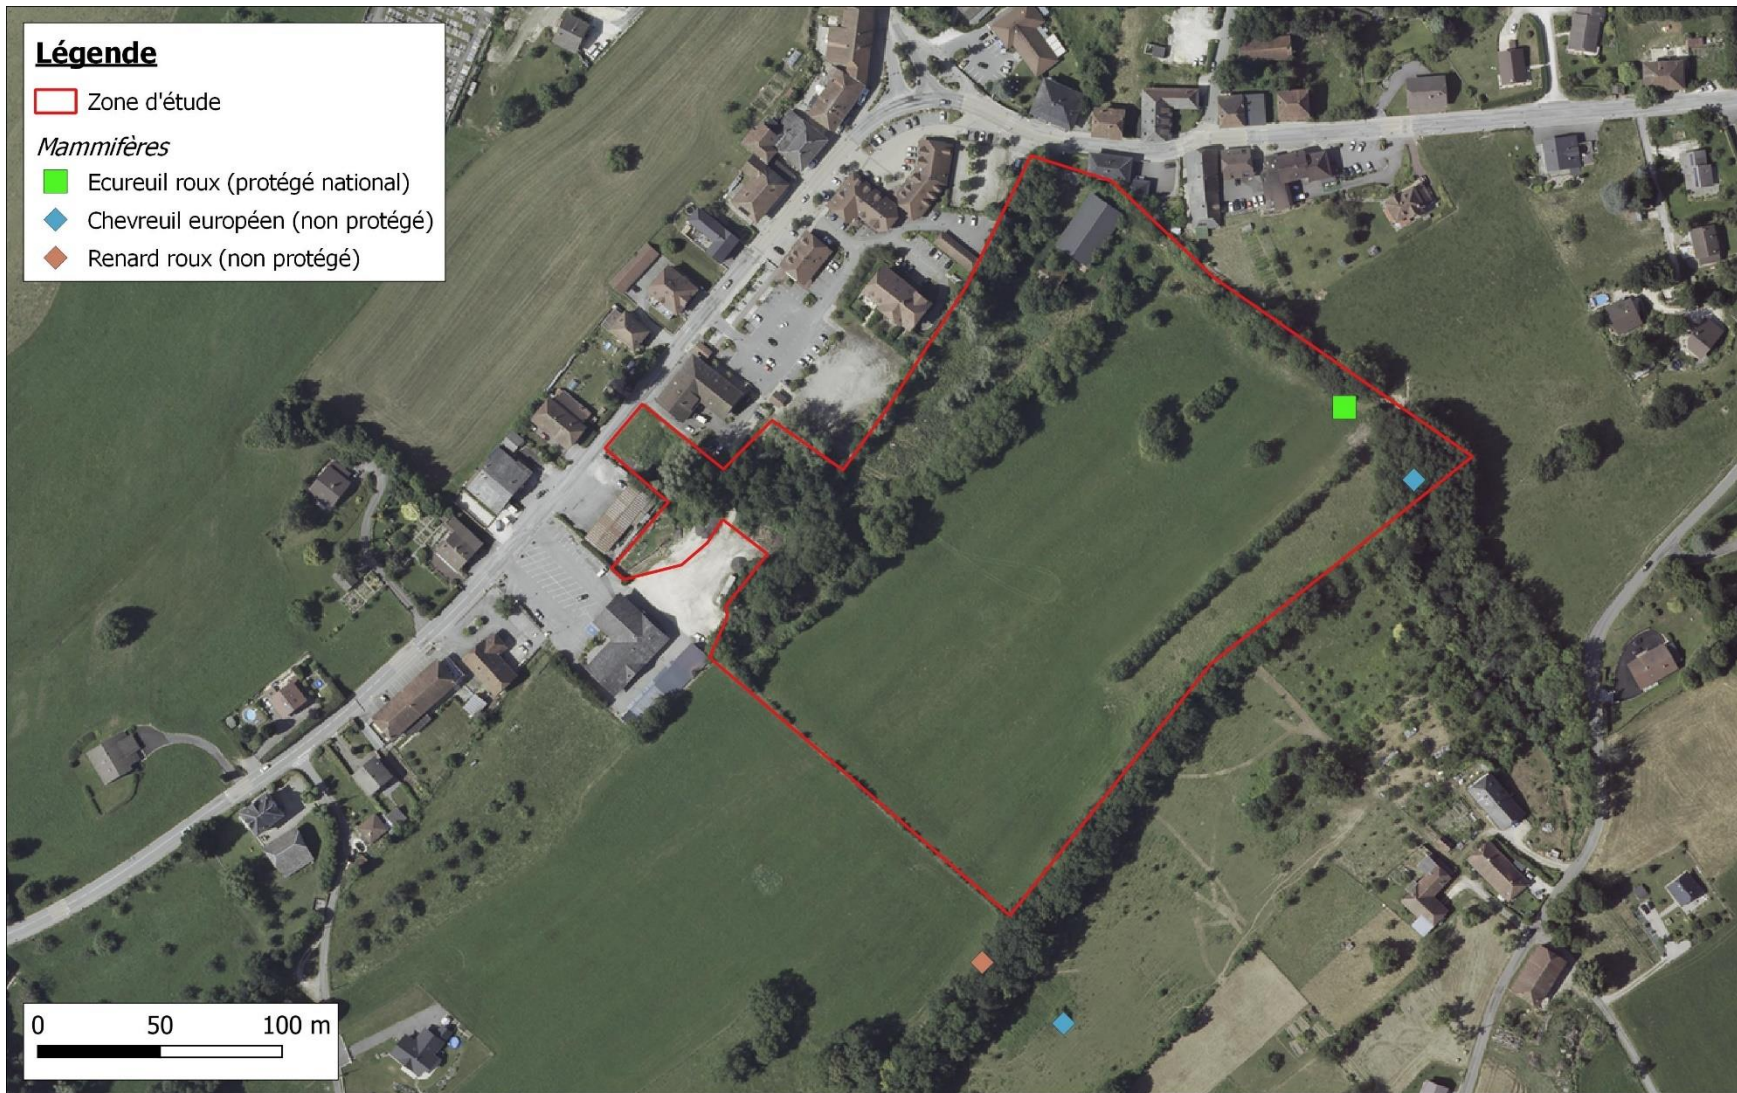 Légende
Zone d'étude
Mammifères
Ecureuil roux (protégé national)
Chevreuil européen (non protégé)
Renard roux (non protégé)
0 50 100 m